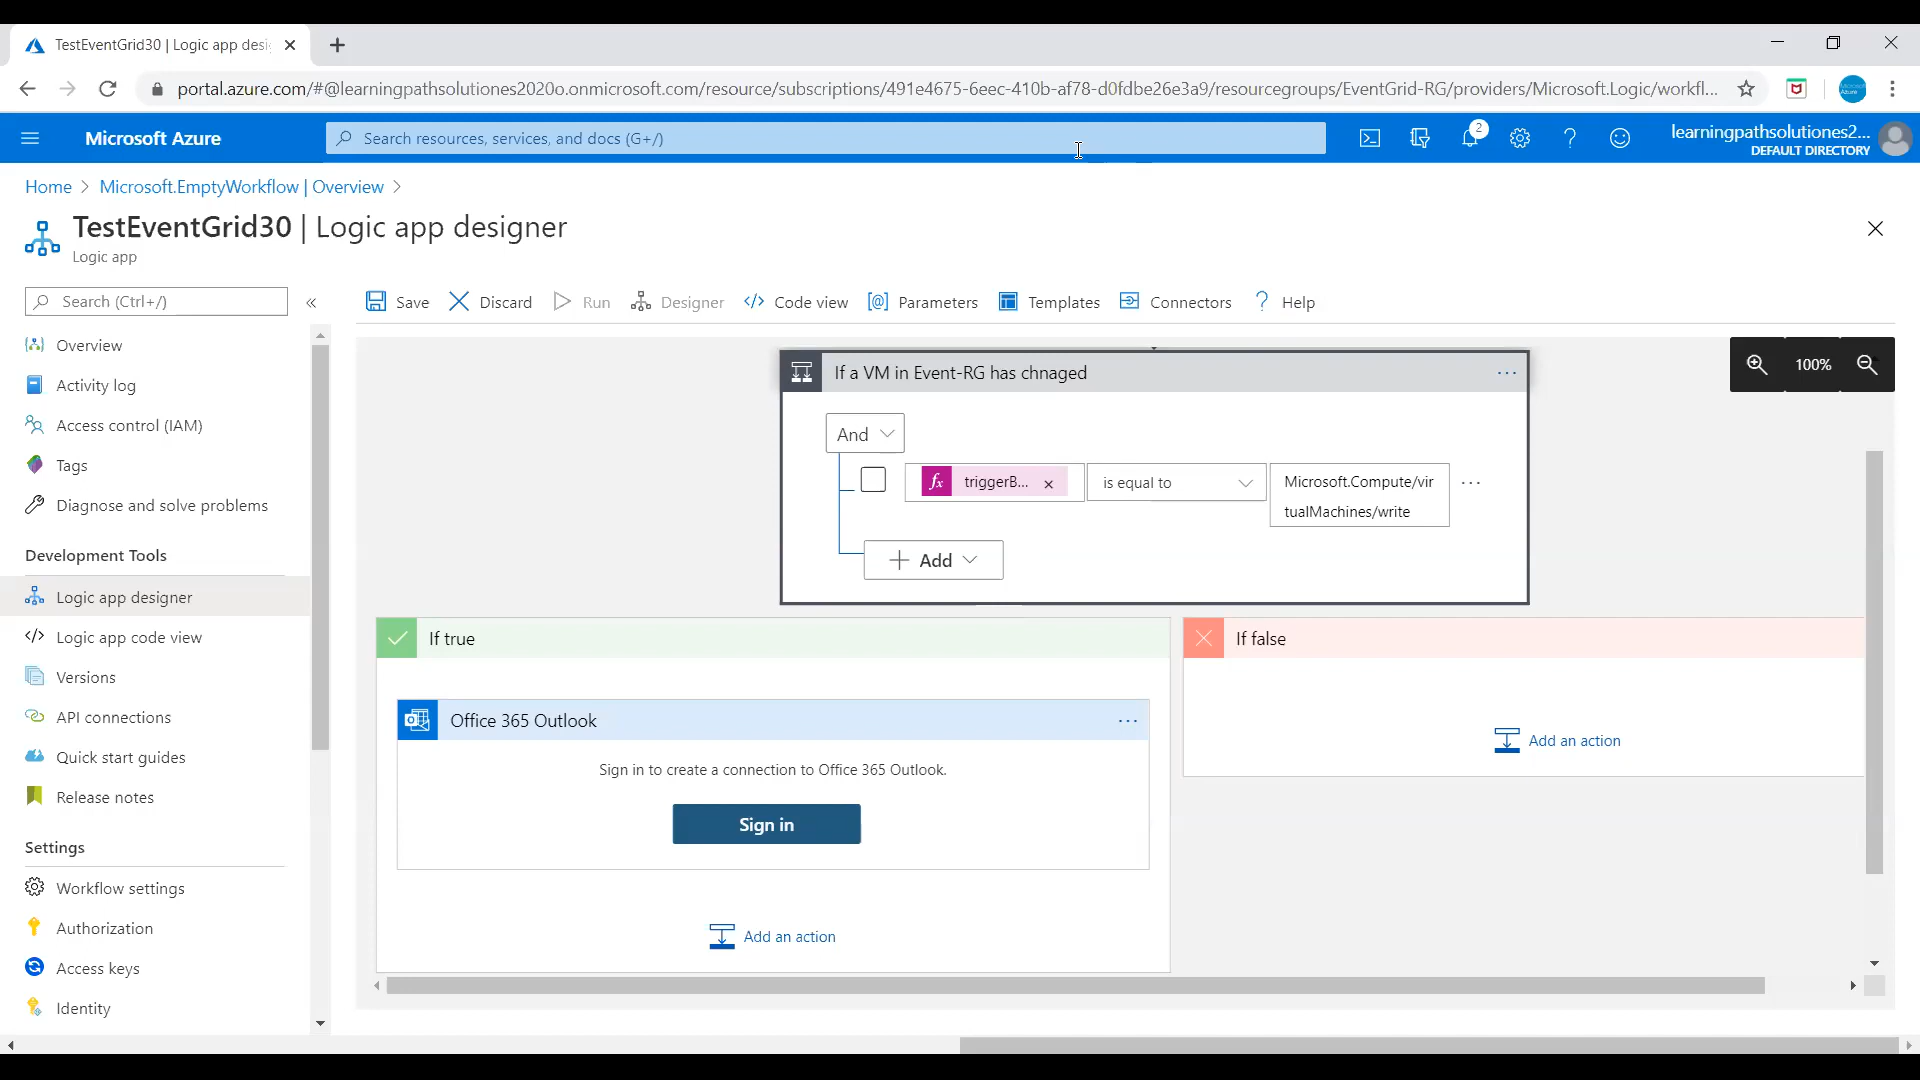 TestEventGrid30 | Logic app desi
portal.azure.com/#@learningpathsolutiones2020o.onmicrosoft.com/resource/subscriptions/491e4675-6eec-410b-af78-d0fdbe26e3a9/resourcegroups/EventGrid-RG/providers/Microsoft.Logic/workfl...
Microsoft Azure
Search resources, services, and docs (G+/)
2
learningpathsolutiones2...
DEFAULT DIRECTORY
Home > Microsoft.EmptyWorkflow | Overview >
TestEventGrid30 | Logic app designer
Logic app
Search (Ctrl+/)
«
Save
Discard
Run
Designer
Code view
Parameters
Templates
Connectors
Help
Overview
Activity log
Access control (IAM)
Tags
Diagnose and solve problems
Development Tools
Logic app designer
Logic app code view
Versions
API connections
Quick start guides
Release notes
Settings
Workflow settings
Authorization
Access keys
Identity
100%
If a VM in Event-RG has chnaged
And
fx triggerB... ×
is equal to
Microsoft.Compute/vir
tualMachines/write
Add
If true
Office 365 Outlook
Sign in to create a connection to Office 365 Outlook.
Sign in
Add an action
If false
Add an action